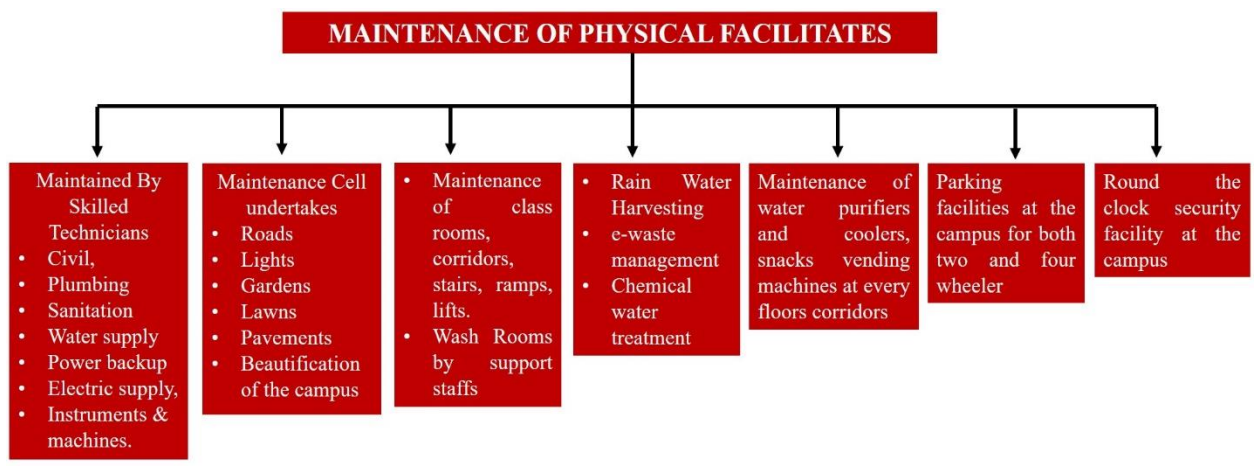 MAINTENANCE OF PHYSICAL FACILITATES
Maintained By
Skilled
Technicians
• Civil,
• Plumbing
• Sanitation
• Water supply
• Power backup
• Electric supply,
• Instruments &
machines.
Maintenance Cell
undertakes
• Roads
• Lights
• Gardens
• Lawns
• Pavements
• Beautification
of the campus
• Maintenance
of class
rooms,
corridors,
stairs, ramps,
lifts.
• Wash Rooms
by support
staffs
• Rain Water
Harvesting
• e-waste
management
• Chemical
water
treatment
Maintenance of
water purifiers
and coolers,
snacks vending
machines at every
floors corridors
Parking
facilities at the
campus for both
two and four
wheeler
Round the
clock security
facility at the
campus